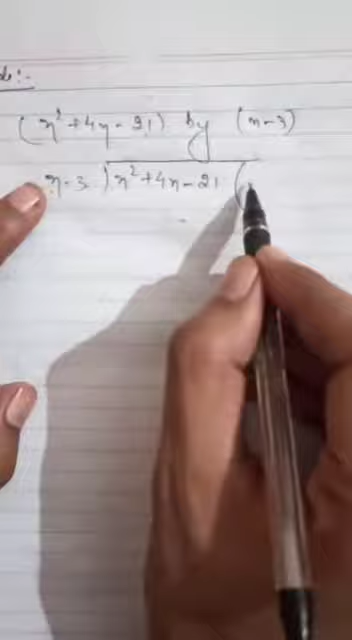 (x²+4x-21) by (x-3)
x-3 ) x²+4x-21 (